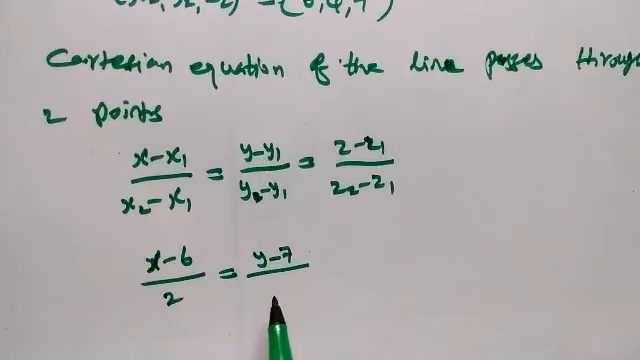 Cartesian equation of the line passes through
2 points
x-x₁/x₂-x₁ = y-y₁/y₂-y₁ = z-z₁/z₂-z₁
x-6/2 = y-7/